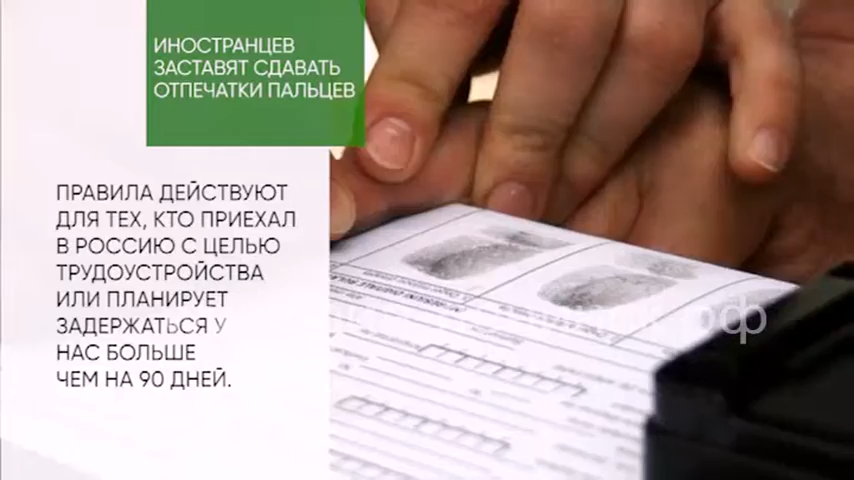 ИНОСТРАНЦЕВ
ЗАСТАВЯТ СДАВАТЬ
ОТПЕЧАТКИ ПАЛЬЦЕВ
ПРАВИЛА ДЕЙСТВУЮТ
ДЛЯ ТЕХ, КТО ПРИЕХАЛ
В РОССИЮ С ЦЕЛЬЮ
ТРУДОУСТРОЙСТВА
ИЛИ ПЛАНИРУЕТ
ЗАДЕРЖАТЬСЯ У
НАС БОЛЬШЕ
ЧЕМ НА 90 ДНЕЙ.